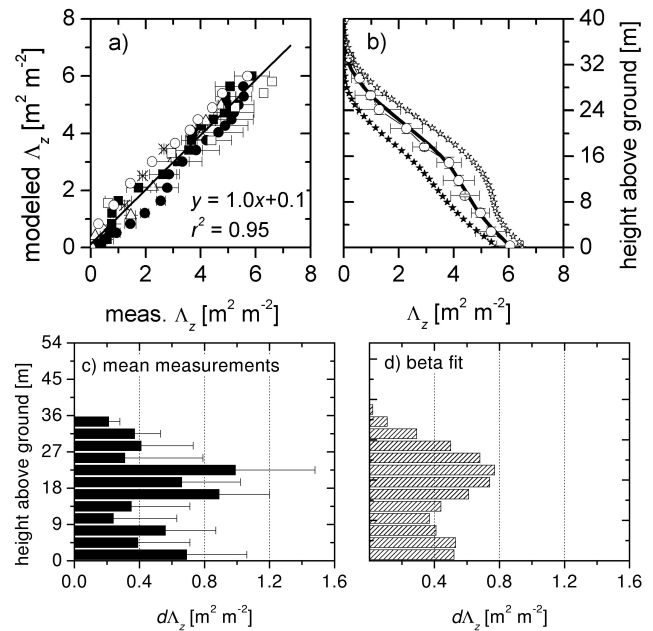 a)
8
6
4
2
0
modeled Λz [m² m⁻²]
y = 1.0x+0.1
r² = 0.95
0 2 4 6 8
meas. Λz [m² m⁻²]
b)
40
32
24
16
8
0
height above ground [m]
0 2 4 6 8
Λz [m² m⁻²]
c) mean measurements
54
45
36
27
18
9
0
height above ground [m]
0.0 0.4 0.8 1.2 1.6
dΛz [m² m⁻²]
d) beta fit
0.4 0.8 1.2 1.6
dΛz [m² m⁻²]